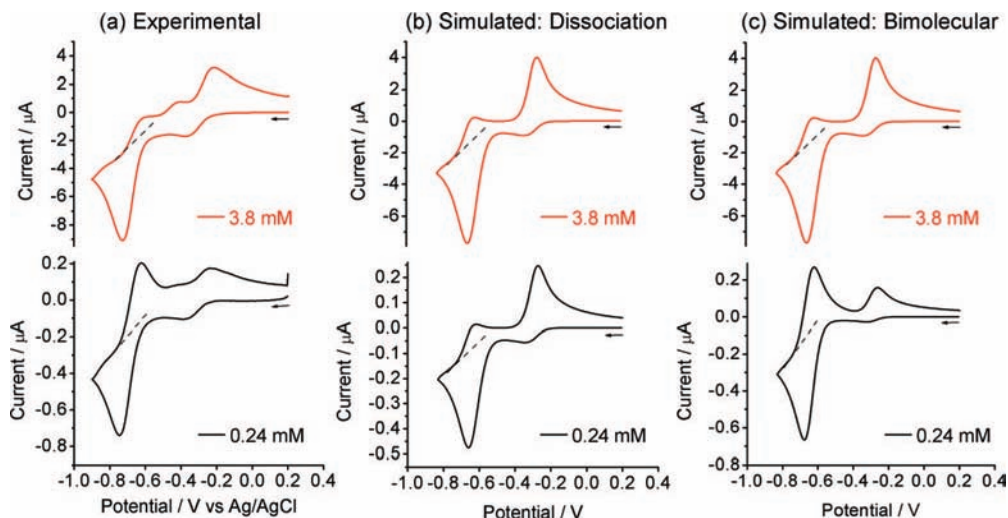 (a) Experimental
(b) Simulated: Dissociation
(c) Simulated: Bimolecular
Current / µA
4
2
0
-2
-4
-6
-8
3.8 mM
Current / µA
4
2
0
-2
-4
-6
3.8 mM
Current / µA
4
2
0
-2
-4
-6
3.8 mM
Current / µA
0.2
0.0
-0.2
-0.4
-0.6
-0.8
0.24 mM
-1.0 -0.8 -0.6 -0.4 -0.2 0.0 0.2 0.4
Potential / V vs Ag/AgCl
Current / µA
0.2
0.1
0.0
-0.1
-0.2
-0.3
-0.4
-0.5
0.24 mM
-1.0 -0.8 -0.6 -0.4 -0.2 0.0 0.2 0.4
Potential / V
Current / µA
0.2
0.0
-0.2
-0.4
-0.6
-0.8
0.24 mM
-1.0 -0.8 -0.6 -0.4 -0.2 0.0 0.2 0.4
Potential / V